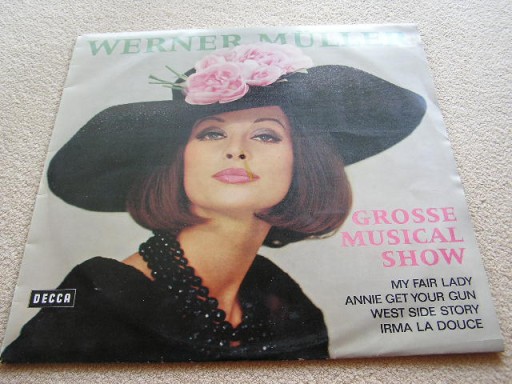 WERNER MÜLLER
GROSSE
MUSICAL
SHOW
MY FAIR LADY
ANNIE GET YOUR GUN
WEST SIDE STORY
IRMA LA DOUCE
DECCA